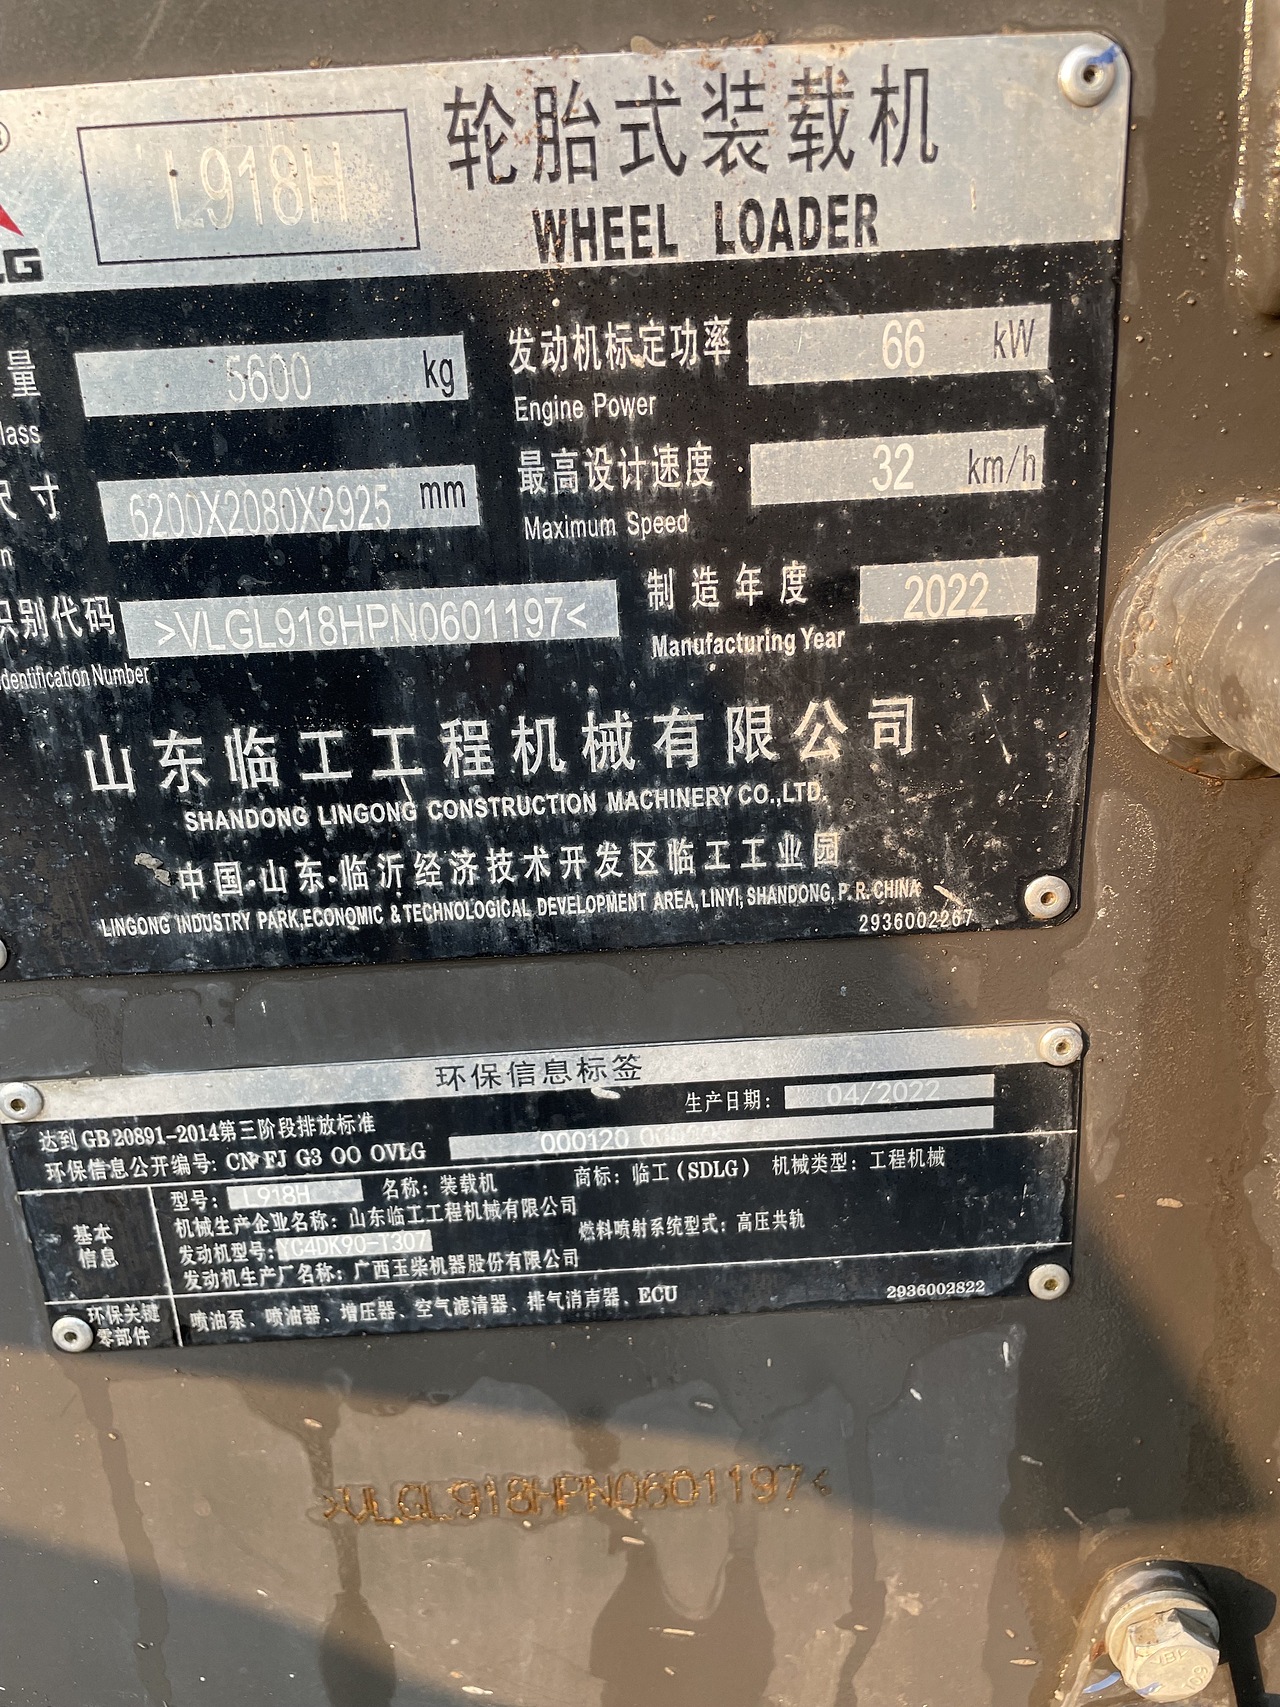 ®
L918H
轮胎式装载机
WHEEL LOADER
LG
量 5600 kg
lass
发动机标定功率 66 kW
Engine Power
尺寸 6200X2080X2925 mm
n
最高设计速度 32 km/h
Maximum Speed
识别代码 >VLGL918HPN0601197<
dentification Number
制造年度 2022
Manufacturing Year
山东临工工程机械有限公司
SHANDONG LINGONG CONSTRUCTION MACHINERY CO.,LTD.
中国·山东·临沂经济技术开发区临工工业园
LINGONG INDUSTRY PARK,ECONOMIC & TECHNOLOGICAL DEVELOPMENT AREA, LINYI, SHANDONG, P. R. CHINA
2936002267
环保信息标签
达到GB 20891-2014第三阶段排放标准
生产日期: 04/2022
环保信息公开编号: CN FJ G3 OO OVLG 000120
型号: L918H 名称: 装载机 商标: 临工(SDLG) 机械类型: 工程机械
基本信息
机械生产企业名称: 山东临工工程机械有限公司
发动机型号: YC4DK90-T307 燃料喷射系统型式: 高压共轨
发动机生产厂名称: 广西玉柴机器股份有限公司
环保关键零部件
喷油泵、喷油器、增压器、空气滤清器、排气消声器、ECU
2936002822
>VLGL918HPN0601197<
109